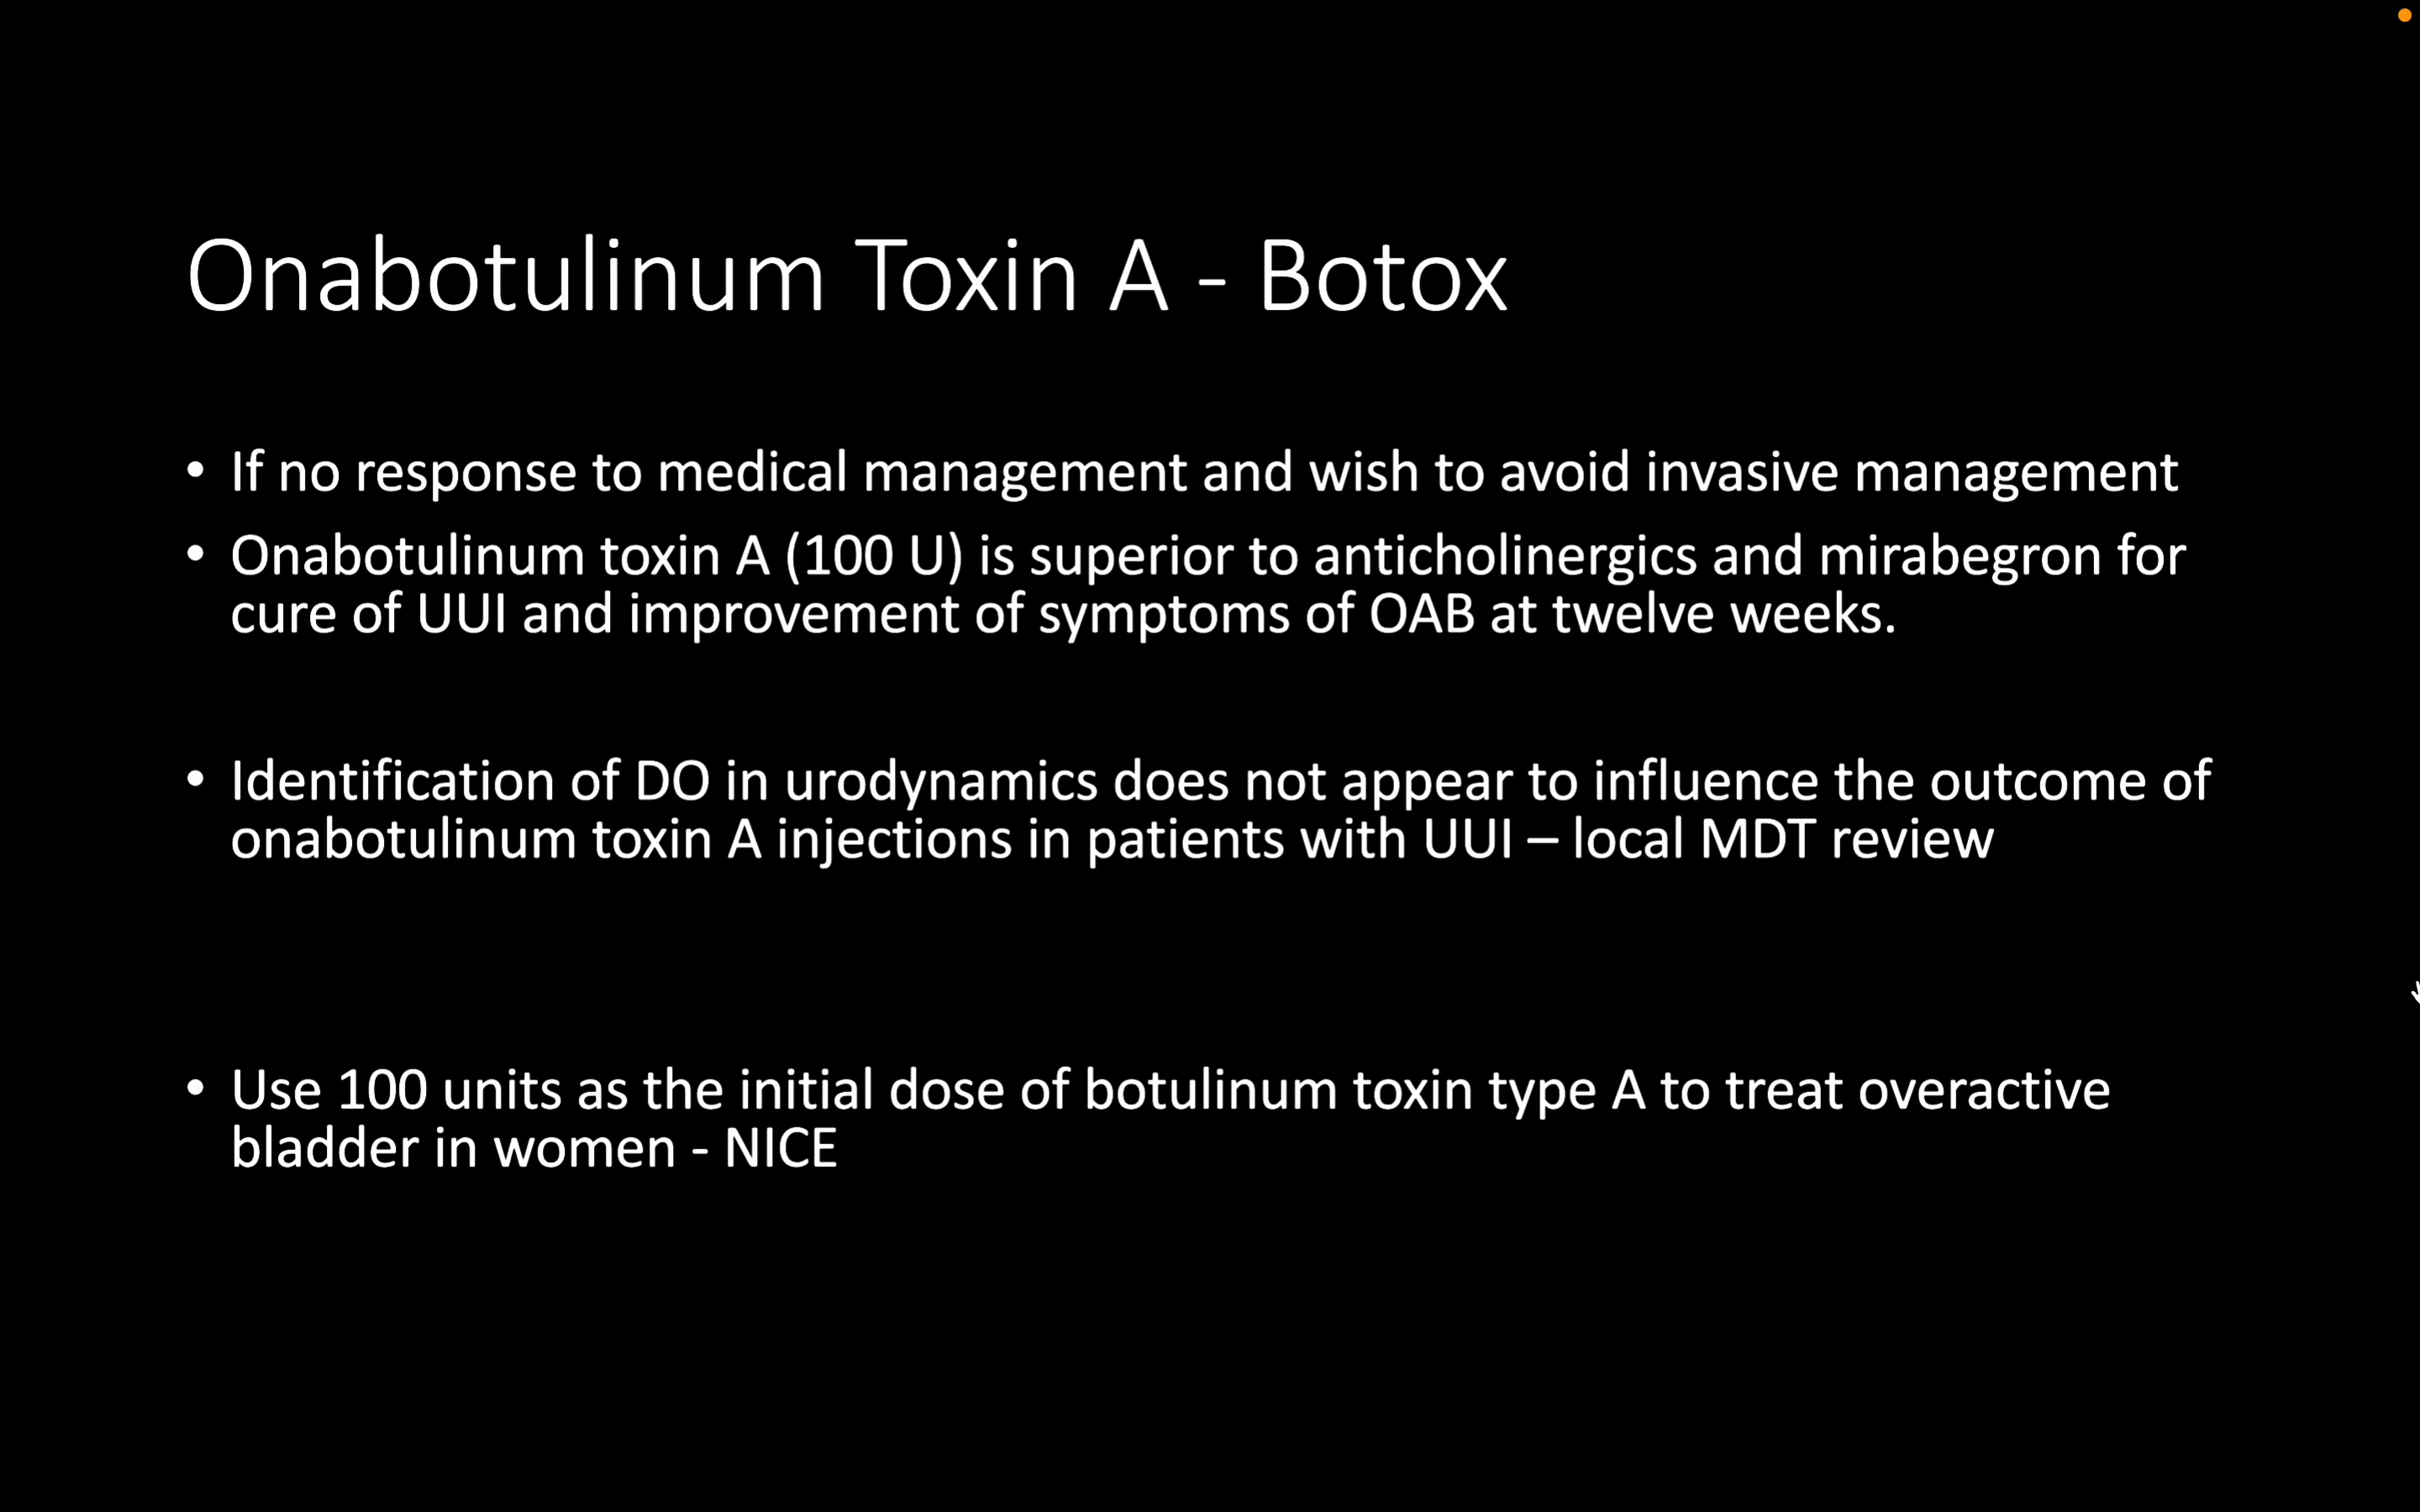 Onabotulinum Toxin A - Botox
• If no response to medical management and wish to avoid invasive management
• Onabotulinum toxin A (100 U) is superior to anticholinergics and mirabegron for
cure of UUI and improvement of symptoms of OAB at twelve weeks.
• Identification of DO in urodynamics does not appear to influence the outcome of
onabotulinum toxin A injections in patients with UUI – local MDT review
• Use 100 units as the initial dose of botulinum toxin type A to treat overactive
bladder in women - NICE